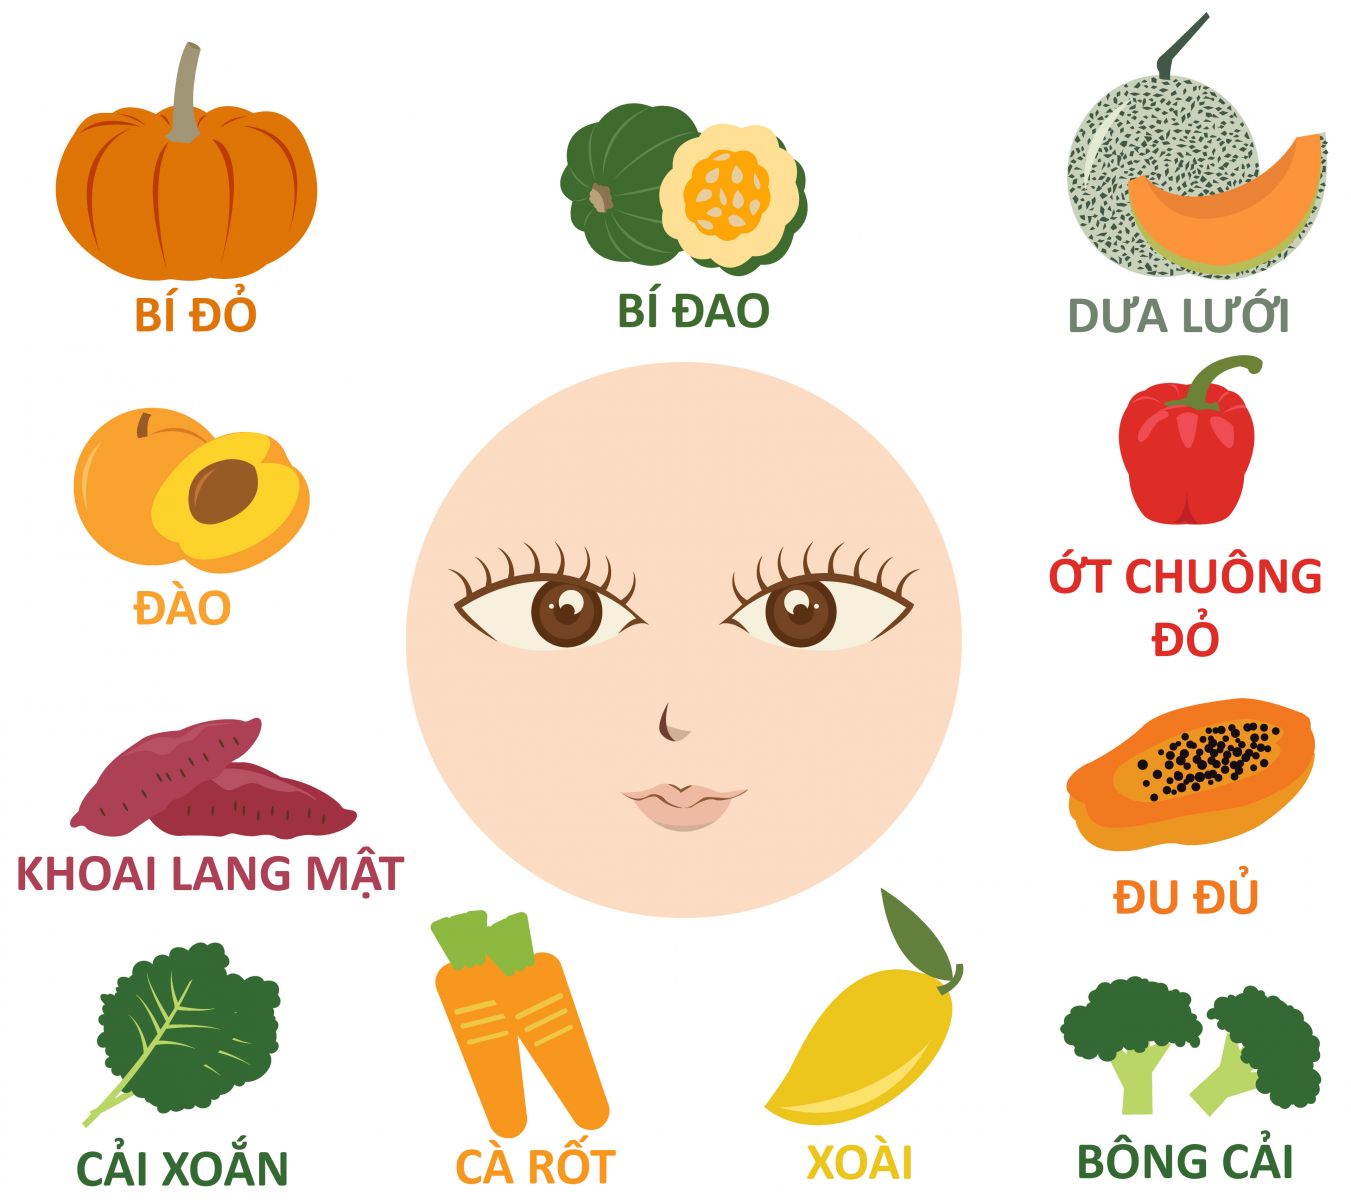 BÍ ĐỎ
BÍ ĐAO
DƯA LƯỚI
ĐÀO
ỚT CHUÔNG
ĐỎ
KHOAI LANG MẬT
ĐU ĐỦ
CẢI XOẮN
CÀ RỐT
XOÀI
BÔNG CẢI